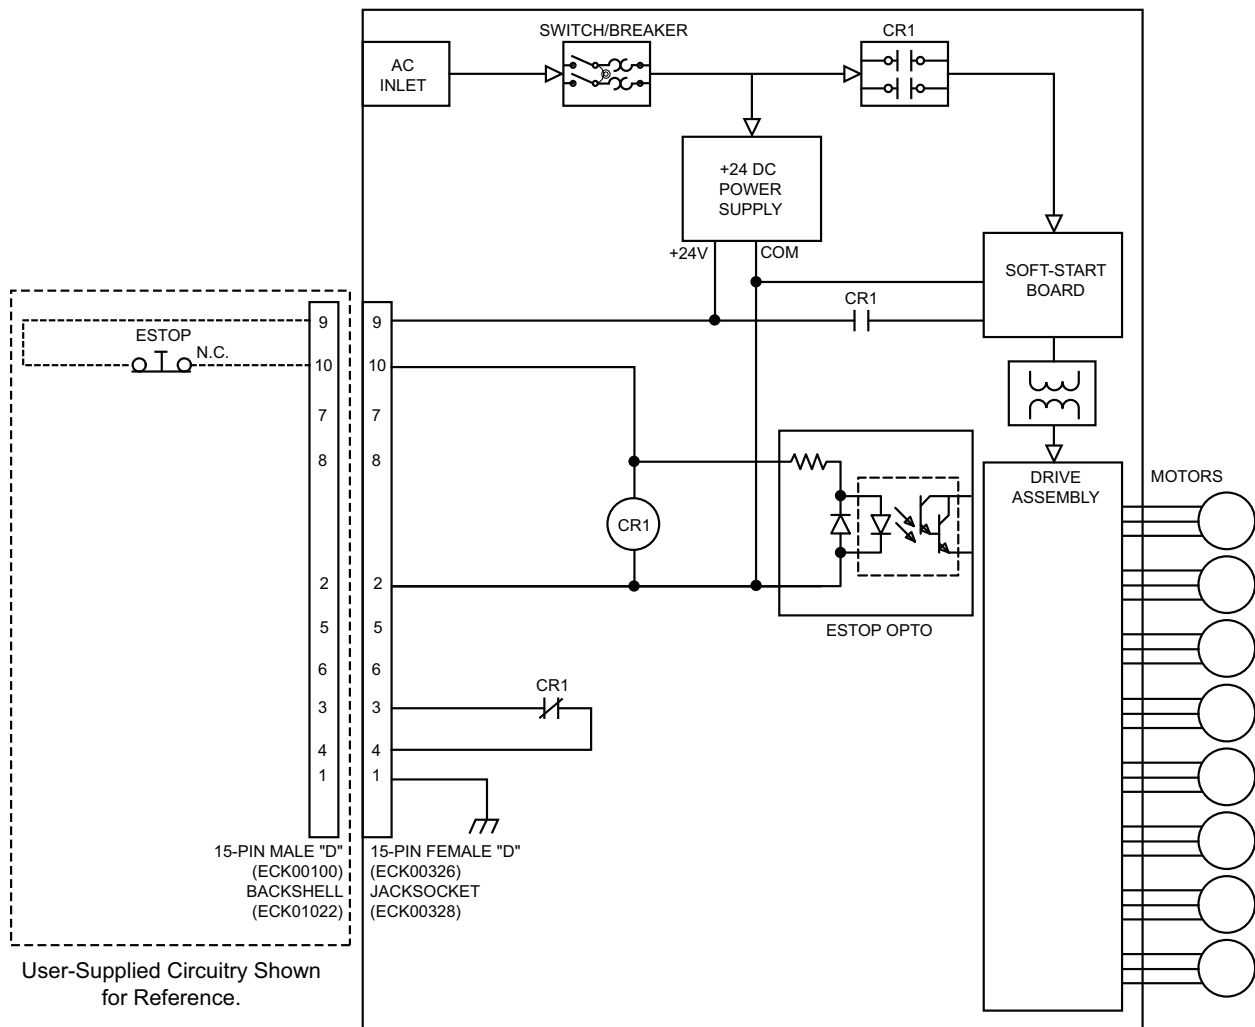 SWITCH/BREAKER
CR1
AC
INLET
+24 DC
POWER
SUPPLY
+24V
COM
SOFT-START
BOARD
CR1
ESTOP
N.C.
9
10
7
8
2
5
6
3
4
1
9
10
7
8
2
5
6
3
4
1
CR1
ESTOP OPTO
CR1
DRIVE
ASSEMBLY
MOTORS
15-PIN MALE "D"
(ECK00100)
BACKSHELL
(ECK01022)
15-PIN FEMALE "D"
(ECK00326)
JACKSOCKET
(ECK00328)
User-Supplied Circuitry Shown
for Reference.